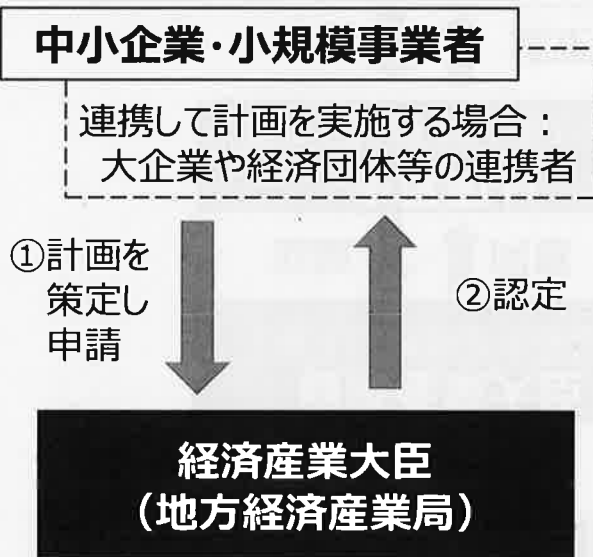 中小企業・小規模事業者
連携して計画を実施する場合：
大企業や経済団体等の連携者
①計画を
策定し
申請
②認定
経済産業大臣
（地方経済産業局）